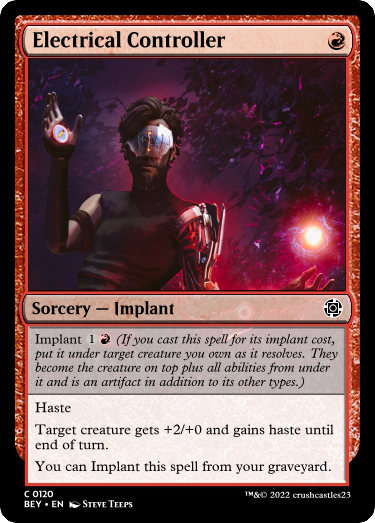 Electrical Controller
Sorcery — Implant
Implant 1 (If you cast this spell for its implant cost,
put it under target creature you own as it resolves. They
become the creature on top plus all abilities from under
it and is an artifact in addition to its other types.)
Haste
Target creature gets +2/+0 and gains haste until
end of turn.
You can Implant this spell from your graveyard.
C 0120
BEY • EN Steve Teeps
™&© 2022 crushcastles23